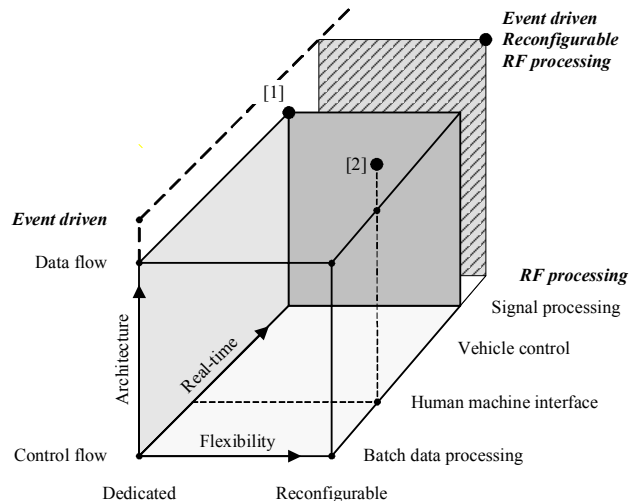 Event driven
Reconfigurable
RF processing
[1]
[2]
Event driven
Data flow
RF processing
Signal processing
Architecture
Real-time
Vehicle control
Human machine interface
Flexibility
Control flow
Batch data processing
Dedicated
Reconfigurable